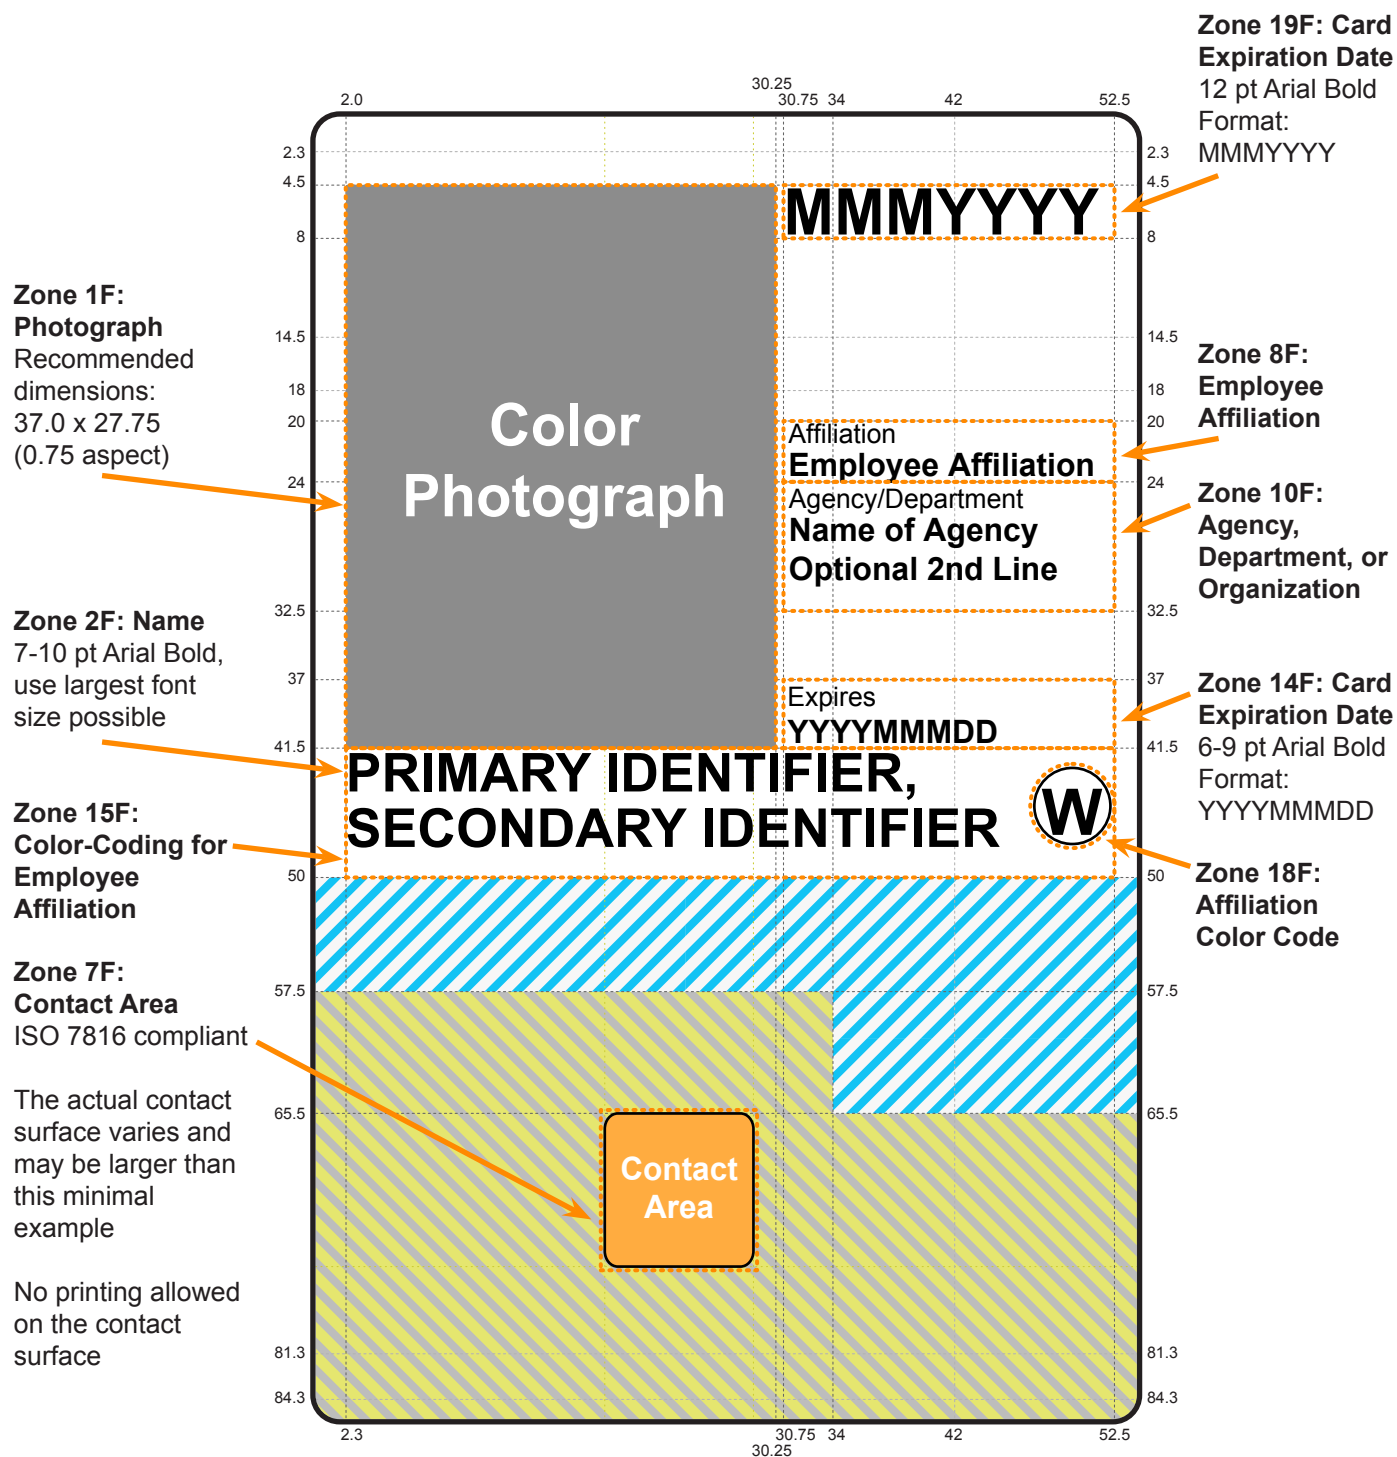 Zone 19F: Card
Expiration Date
12 pt Arial Bold
Format:
MMMYYYY
30.25
2.0
30.75
34
42
52.5
2.3
2.3
4.5
4.5
MMMYYYY
8
8
Zone 1F:
Photograph
Recommended
dimensions:
37.0 x 27.75
(0.75 aspect)
14.5
14.5
18
18
20
20
24
24
Color
Photograph
Zone 8F:
Employee
Affiliation
Affiliation
Employee Affiliation
Agency/Department
Name of Agency
Optional 2nd Line
Zone 10F:
Agency,
Department, or
Organization
32.5
32.5
Zone 2F: Name
7-10 pt Arial Bold,
use largest font
size possible
37
37
Expires
YYYYMMMDD
Zone 14F: Card
Expiration Date
6-9 pt Arial Bold
Format:
YYYYMMMDD
41.5
41.5
PRIMARY IDENTIFIER,
SECONDARY IDENTIFIER
W
Zone 15F:
Color-Coding for
Employee
Affiliation
50
50
Zone 18F:
Affiliation
Color Code
Zone 7F:
Contact Area
ISO 7816 compliant
57.5
57.5
The actual contact
surface varies and
may be larger than
this minimal
example
65.5
65.5
Contact
Area
No printing allowed
on the contact
surface
81.3
81.3
84.3
84.3
2.3
30.75
34
42
52.5
30.25